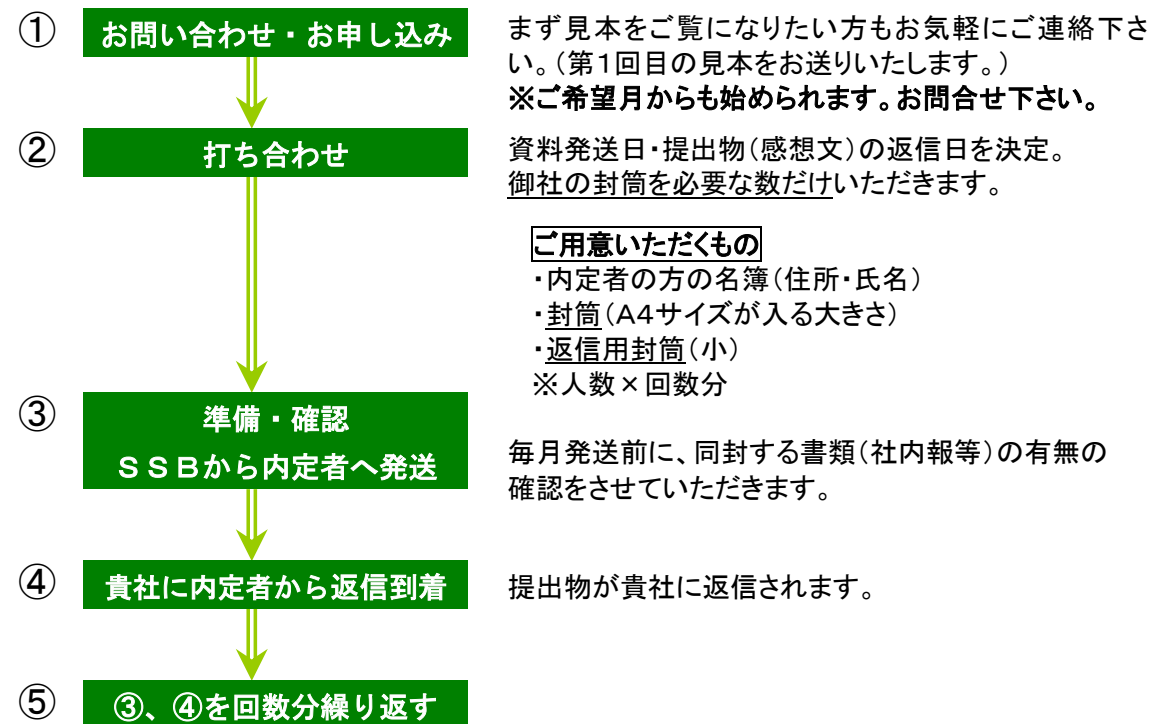 ① お問い合わせ・お申し込み
まず見本をご覧になりたい方もお気軽にご連絡下さ
い。(第1回目の見本をお送りいたします。)
※ご希望月からも始められます。お問合せ下さい。
② 打ち合わせ
資料発送日・提出物(感想文)の返信日を決定。
御社の封筒を必要な数だけいただきます。
ご用意いただくもの
・内定者の方の名簿(住所・氏名)
・封筒(A4サイズが入る大きさ)
・返信用封筒(小)
※人数×回数分
③ 準備・確認
SSBから内定者へ発送
毎月発送前に、同封する書類(社内報等)の有無の
確認をさせていただきます。
④ 貴社に内定者から返信到着
提出物が貴社に返信されます。
⑤ ③、④を回数分繰り返す